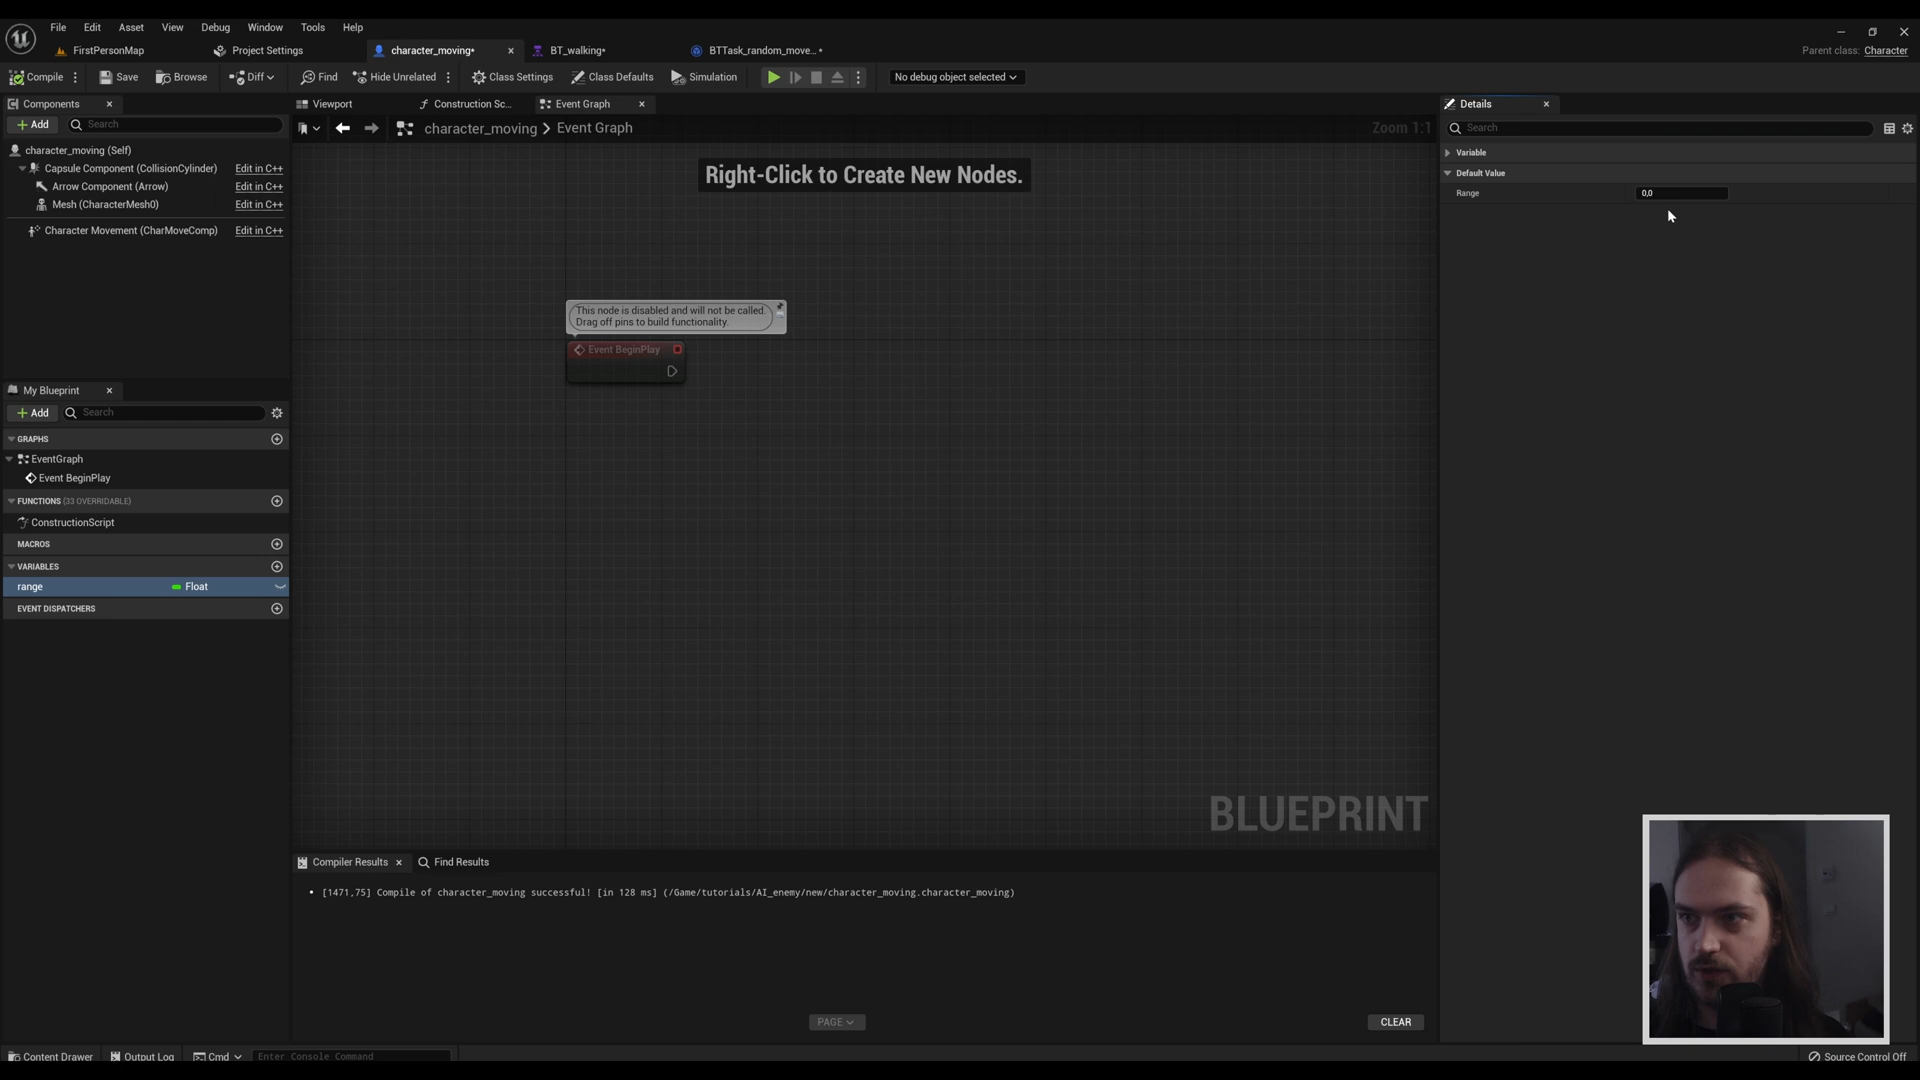 File Edit Asset View Debug Window Tools Help
FirstPersonMap Project Settings character_moving* BT_walking* BTTask_random_move...* Parent class: Character
Compile Save Browse Diff Find Hide Unrelated Class Settings Class Defaults Simulation No debug object selected
Components
Add Search
character_moving (Self)
Capsule Component (CollisionCylinder) Edit in C++
Arrow Component (Arrow) Edit in C++
Mesh (CharacterMesh0) Edit in C++
Character Movement (CharMoveComp) Edit in C++
My Blueprint
Add Search
GRAPHS
EventGraph
Event BeginPlay
FUNCTIONS (33 OVERRIDABLE)
ConstructionScript
MACROS
VARIABLES
range Float
EVENT DISPATCHERS
Viewport Construction Sc... Event Graph
character_moving > Event Graph Zoom 1:1
Right-Click to Create New Nodes.
This node is disabled and will not be called.
Drag off pins to build functionality.
Event BeginPlay
BLUEPRINT
Compiler Results Find Results
[1471,75] Compile of character_moving successful! [in 128 ms] (/Game/tutorials/AI_enemy/new/character_moving.character_moving)
PAGE CLEAR
Details
Search
Variable
Default Value
Range 0,0
Content Drawer Output Log Cmd Enter Console Command Source Control Off